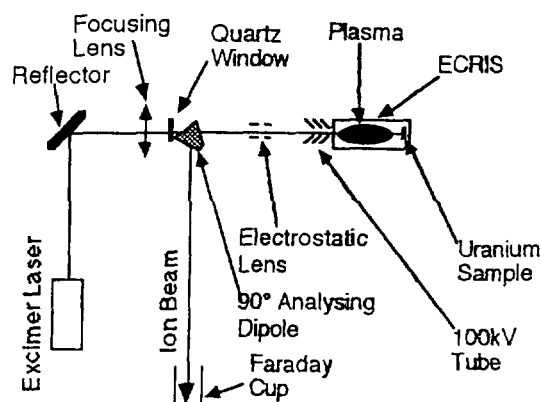 Focusing
Lens
Quartz
Window
Plasma
ECRIS
Reflector
Excimer Laser
Ion Beam
Electrostatic
Lens
90° Analysing
Dipole
Faraday
Cup
Uranium
Sample
100kV
Tube